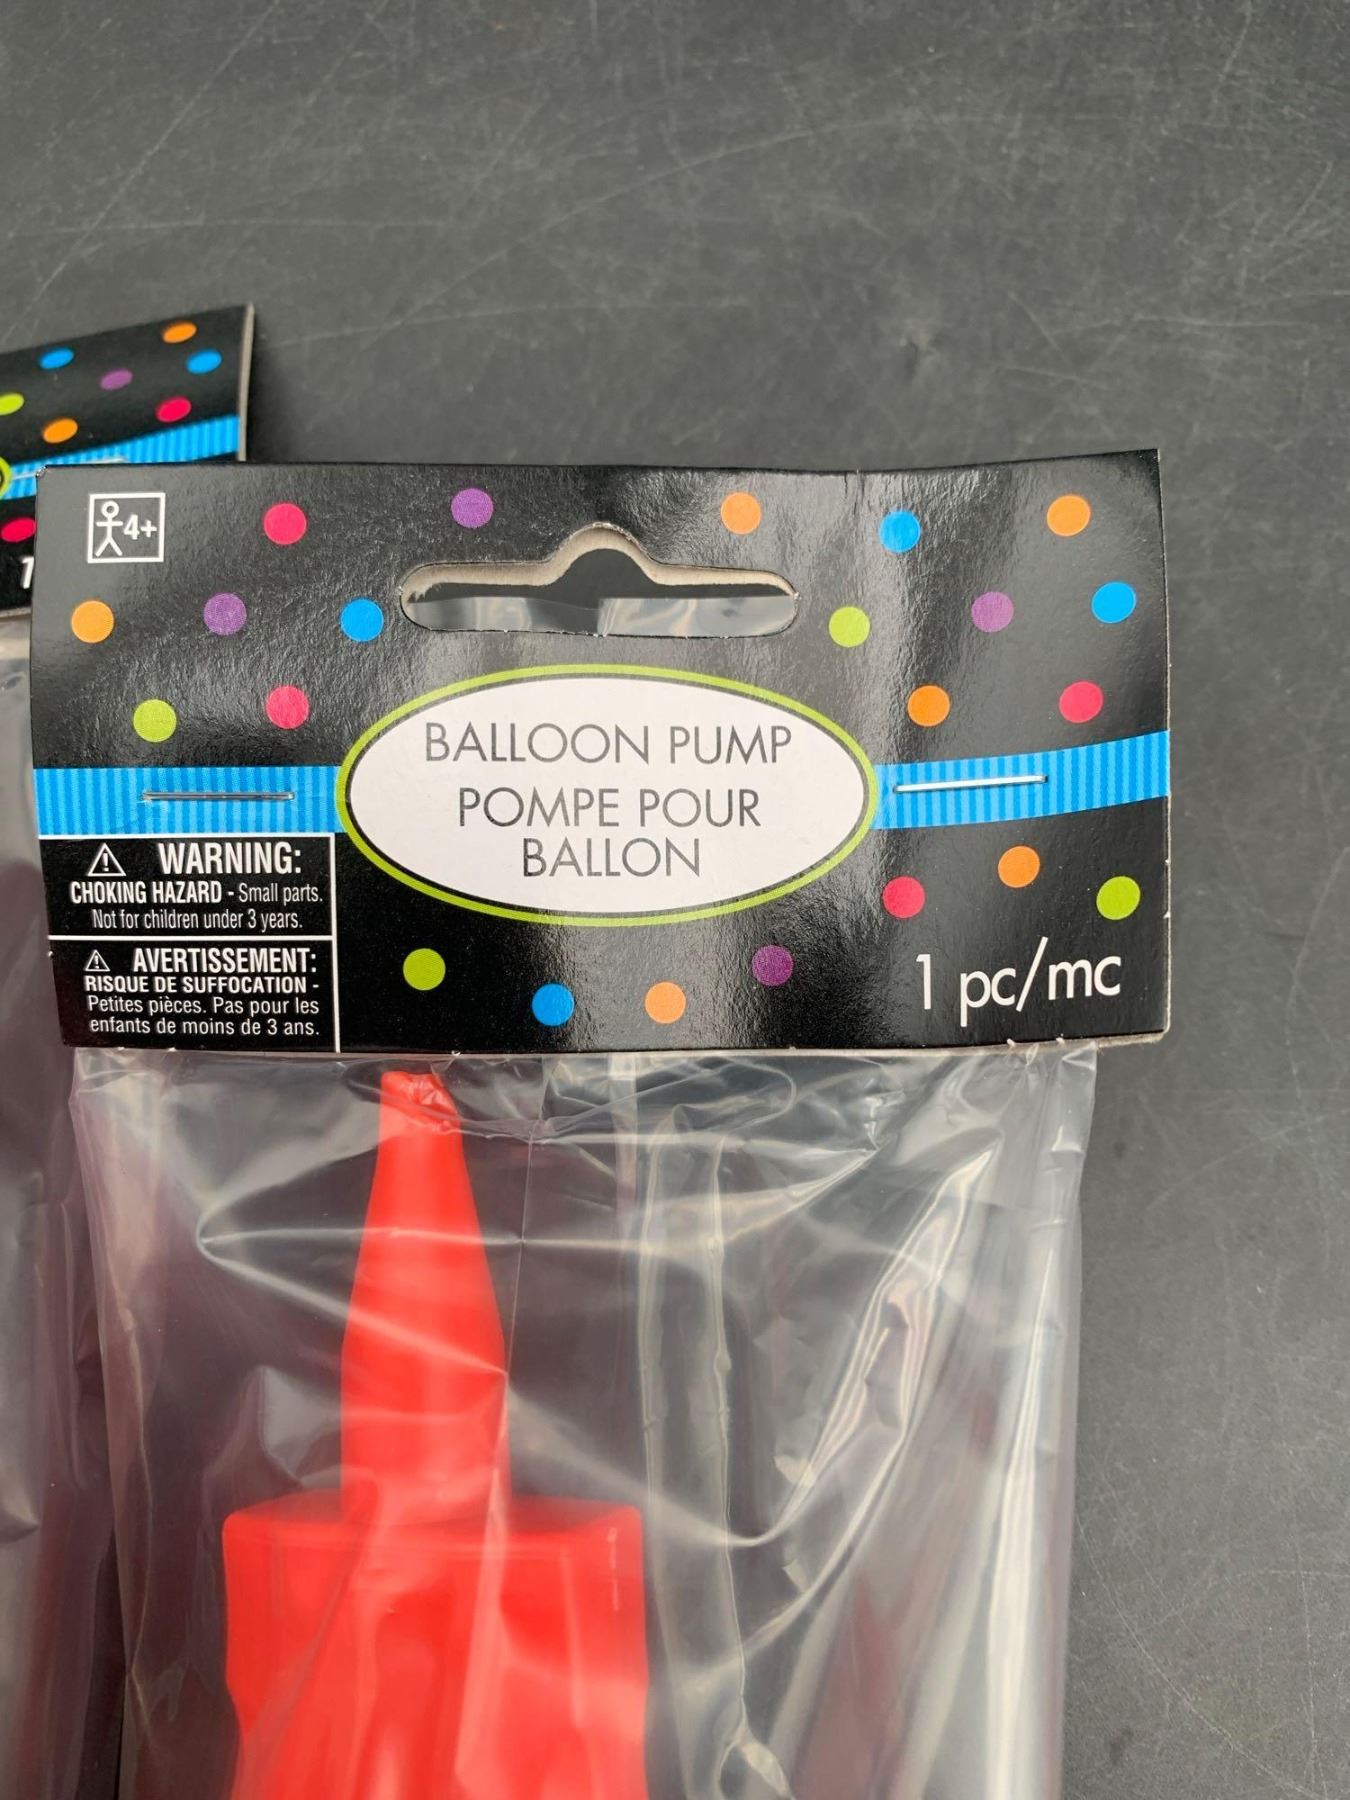 4+
BALLOON PUMP
POMPE POUR
BALLON
WARNING:
CHOKING HAZARD - Small parts.
Not for children under 3 years.
AVERTISSEMENT:
RISQUE DE SUFFOCATION -
Petites pièces. Pas pour les
enfants de moins de 3 ans.
1 pc/mc
1